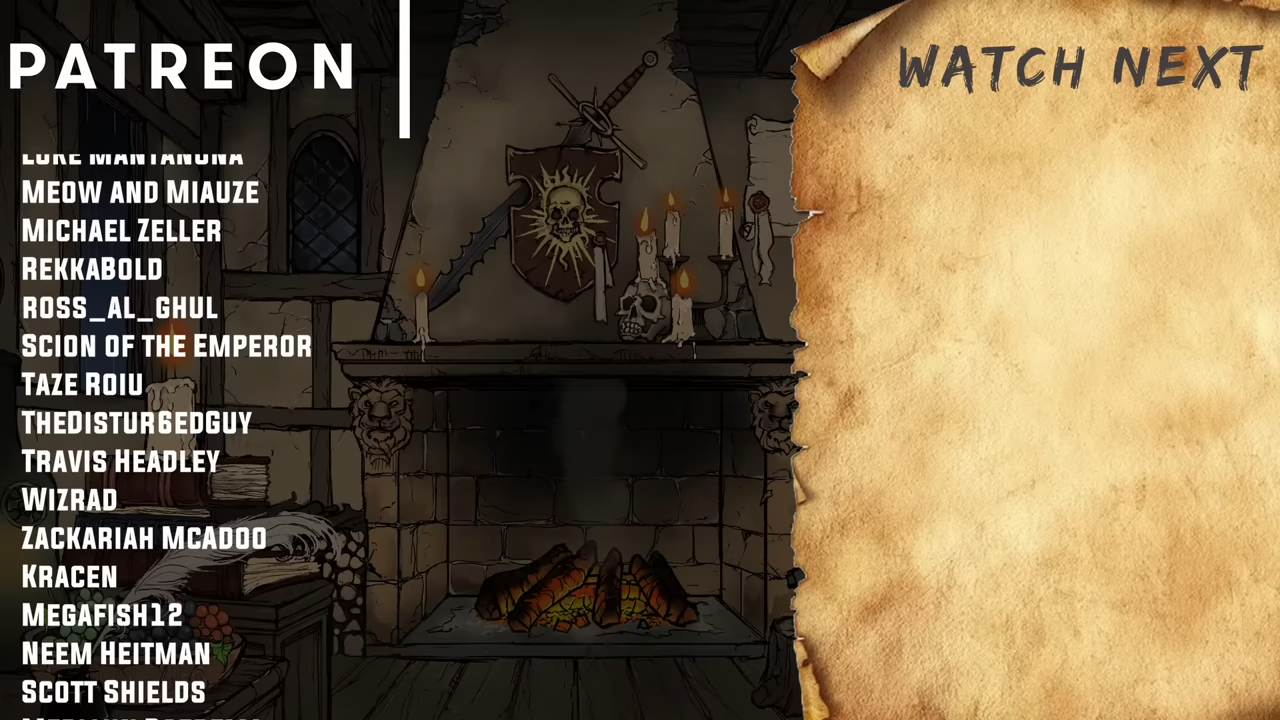 PATREON
WATCH NEXT
MEOW AND MIAUZE
MICHAEL ZELLER
REKKABOLD
ROSS_AL_GHUL
SCION OF THE EMPEROR
TAZE ROIU
THEDISTUR6EDGUY
TRAVIS HEADLEY
WIZRAD
ZACKARIAH MCADOO
KRACEN
MEGAFISH12
NEEM HEITMAN
SCOTT SHIELDS